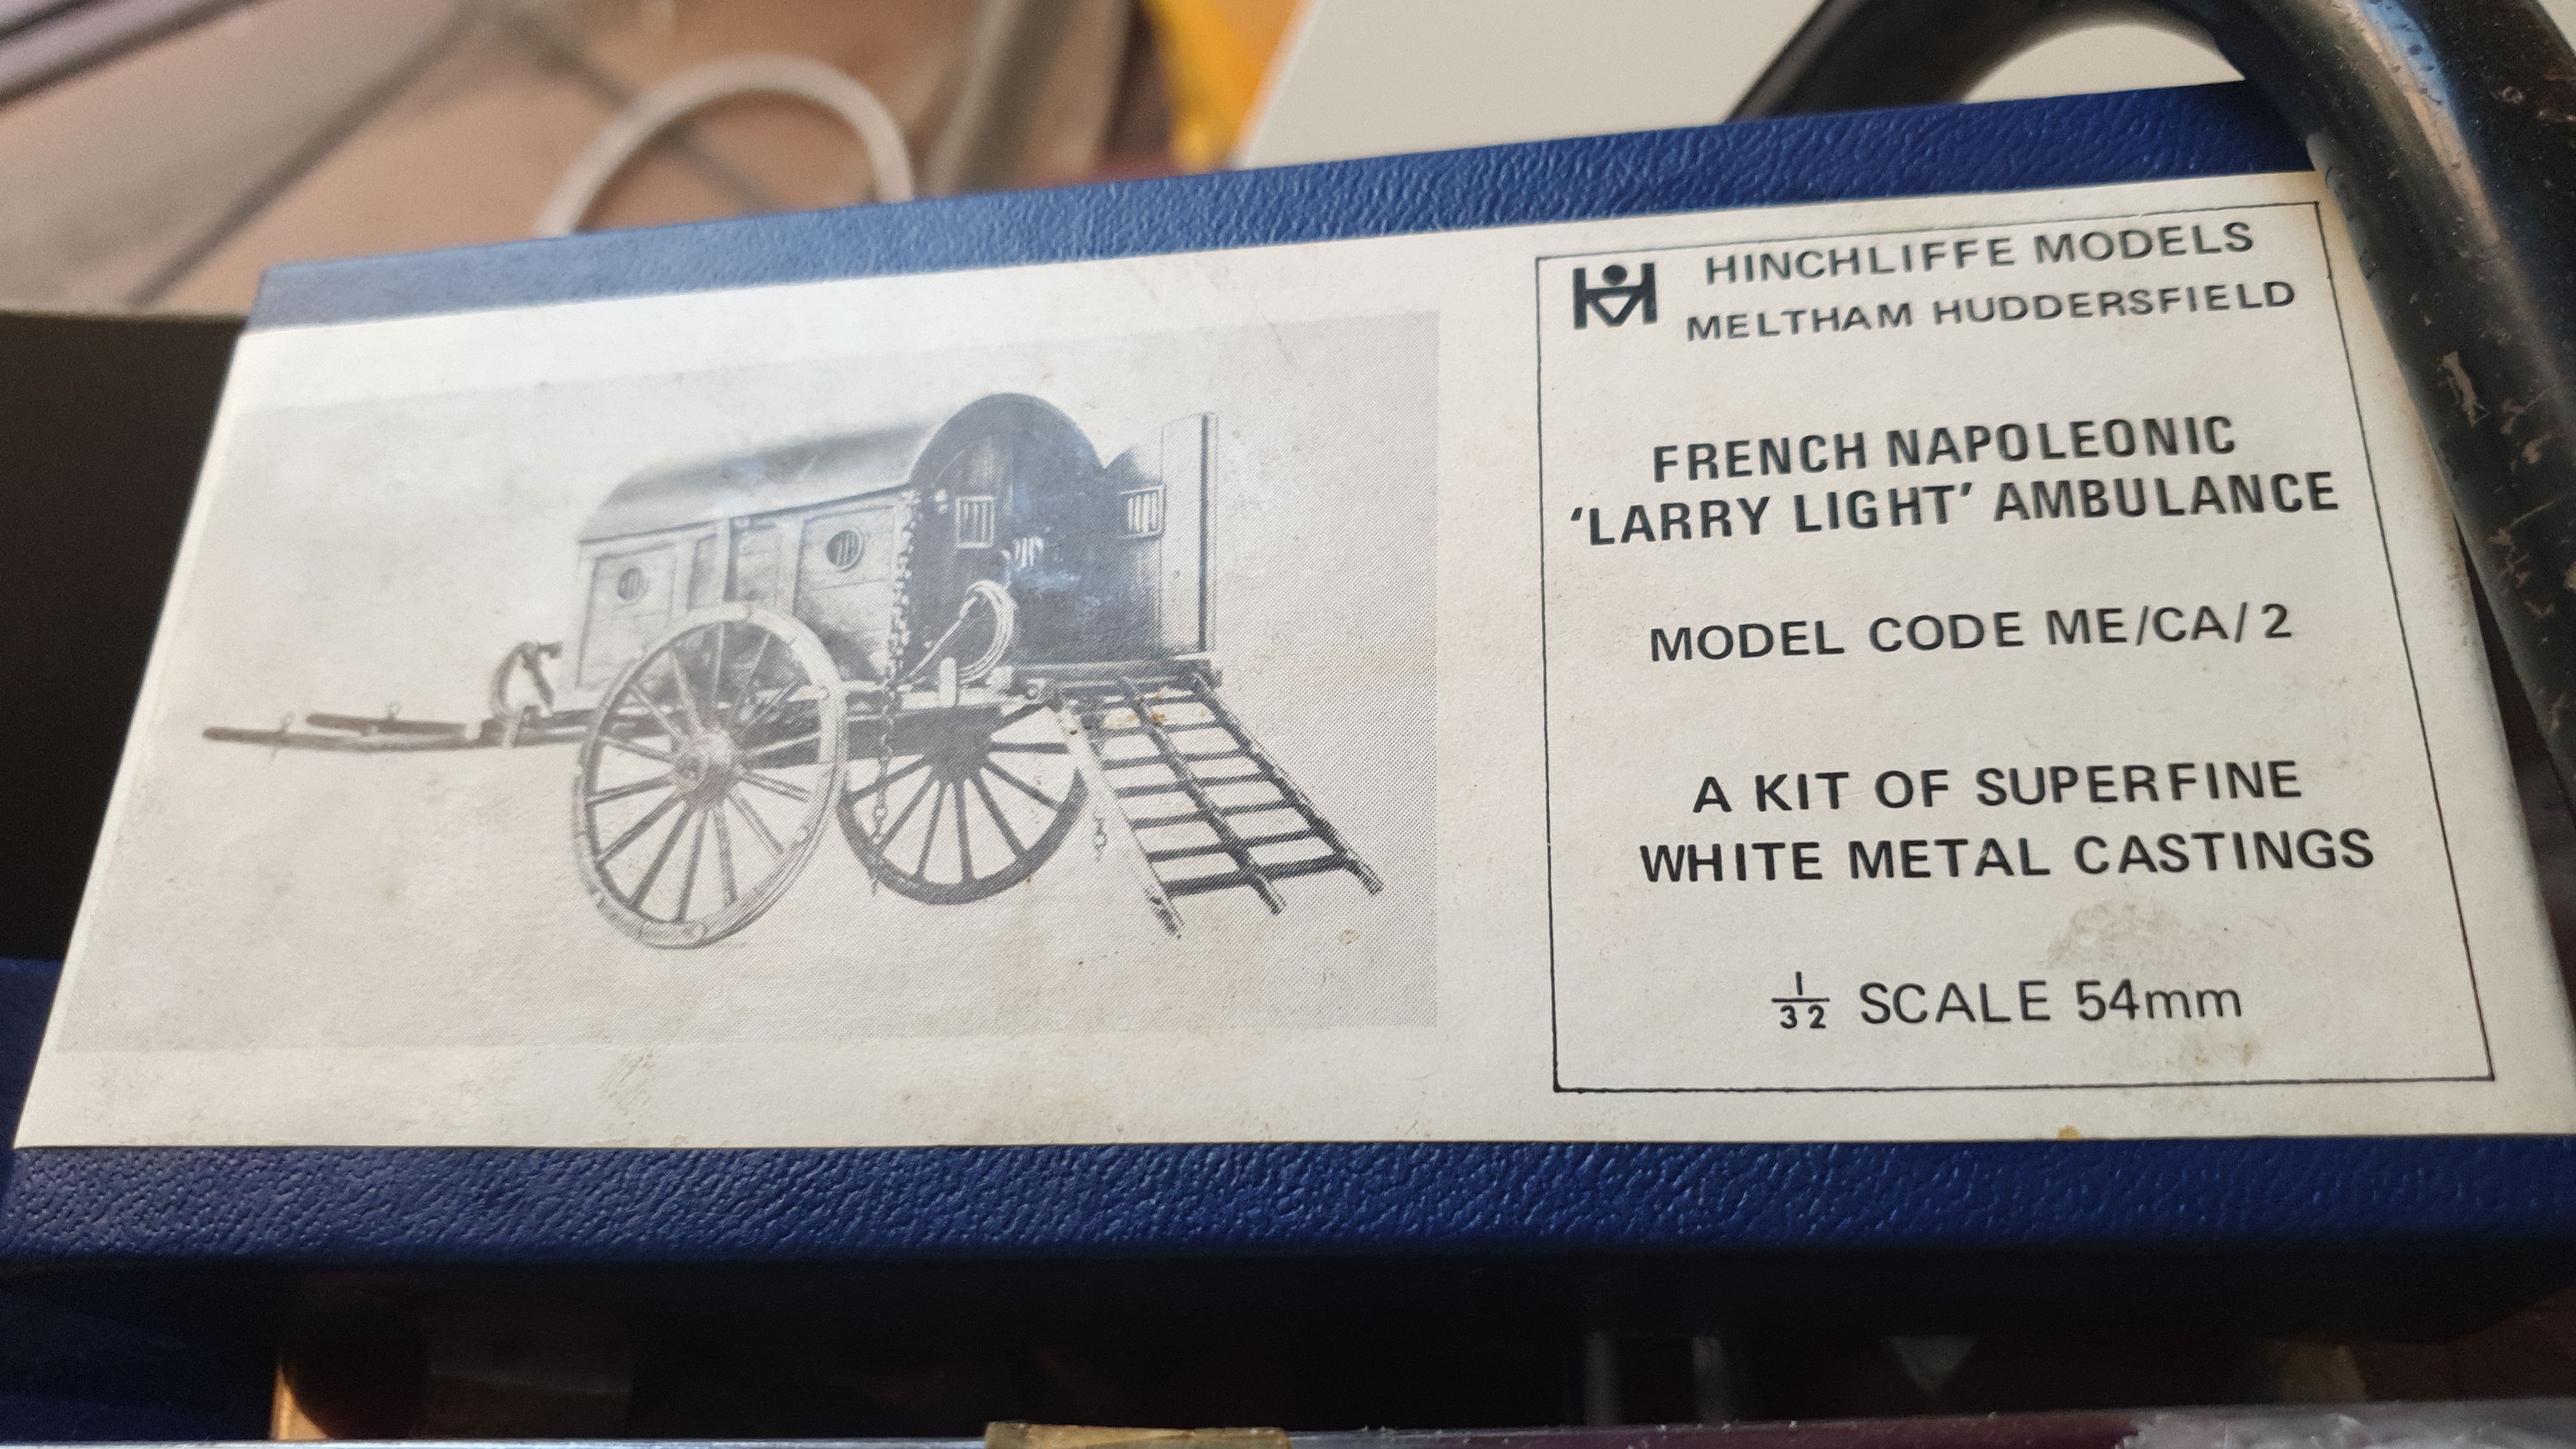 HINCHLIFFE MODELS
MELTHAM HUDDERSFIELD
FRENCH NAPOLEONIC
'LARRY LIGHT' AMBULANCE
MODEL CODE ME/CA/2
A KIT OF SUPERFINE
WHITE METAL CASTINGS
1/32 SCALE 54mm